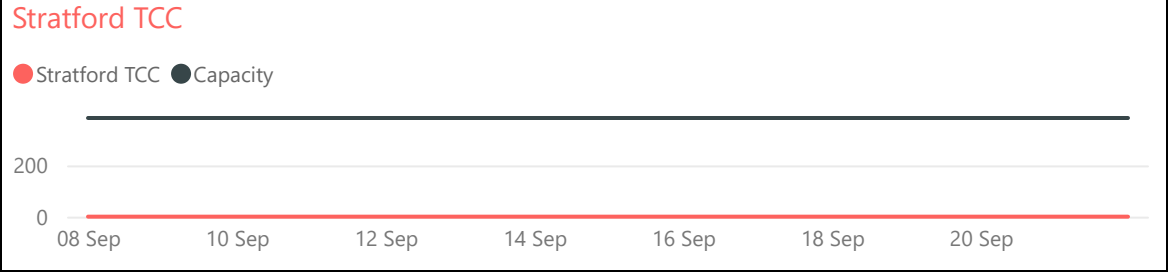 Stratford TCC
Stratford TCC Capacity
200
0
08 Sep 10 Sep 12 Sep 14 Sep 16 Sep 18 Sep 20 Sep